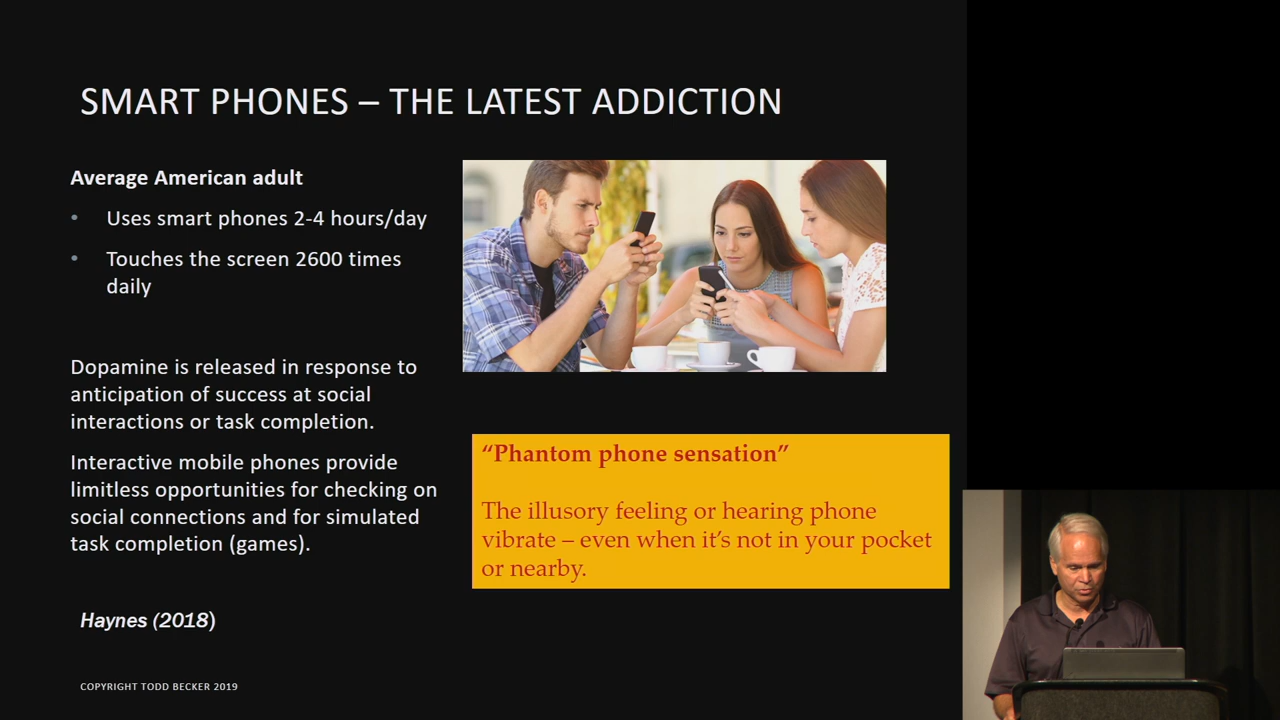 SMART PHONES – THE LATEST ADDICTION
Average American adult
• Uses smart phones 2-4 hours/day
• Touches the screen 2600 times
daily
Dopamine is released in response to
anticipation of success at social
interactions or task completion.
Interactive mobile phones provide
limitless opportunities for checking on
social connections and for simulated
task completion (games).
Haynes (2018)
COPYRIGHT TODD BECKER 2019
“Phantom phone sensation”
The illusory feeling or hearing phone
vibrate – even when it’s not in your pocket
or nearby.